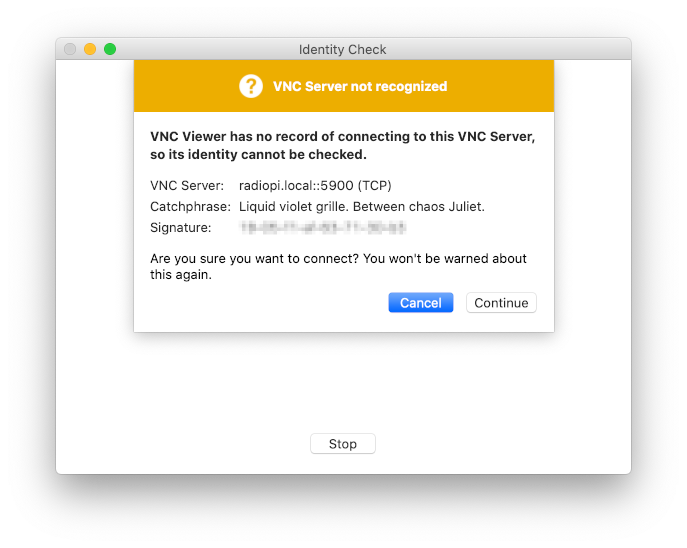 Identity Check
? VNC Server not recognized
VNC Viewer has no record of connecting to this VNC Server,
so its identity cannot be checked.
VNC Server: radiopi.local::5900 (TCP)
Catchphrase: Liquid violet grille. Between chaos Juliet.
Signature:
Are you sure you want to connect? You won't be warned about
this again.
Cancel Continue
Stop